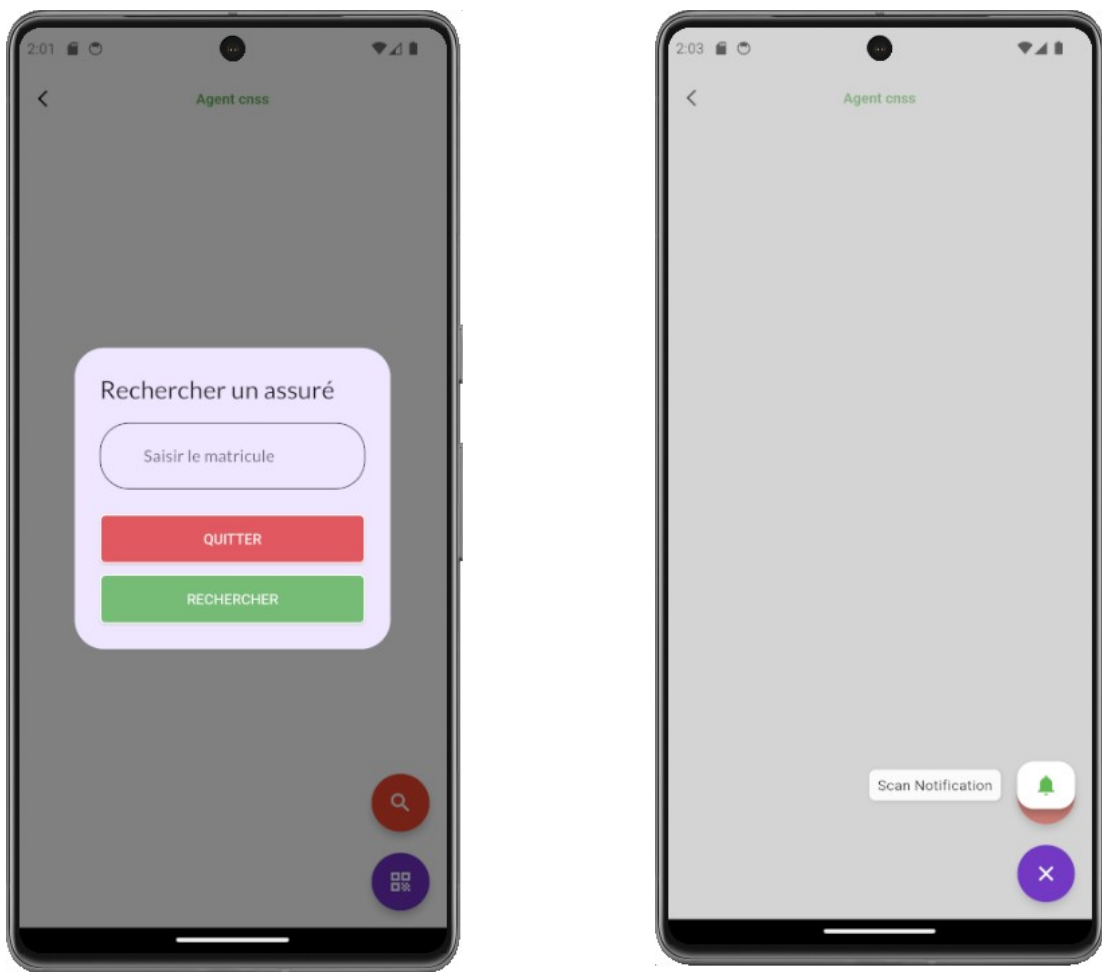 2:01
Agent cnss
Rechercher un assuré
Saisir le matricule
QUITTER
RECHERCHER
2:03
Agent cnss
Scan Notification